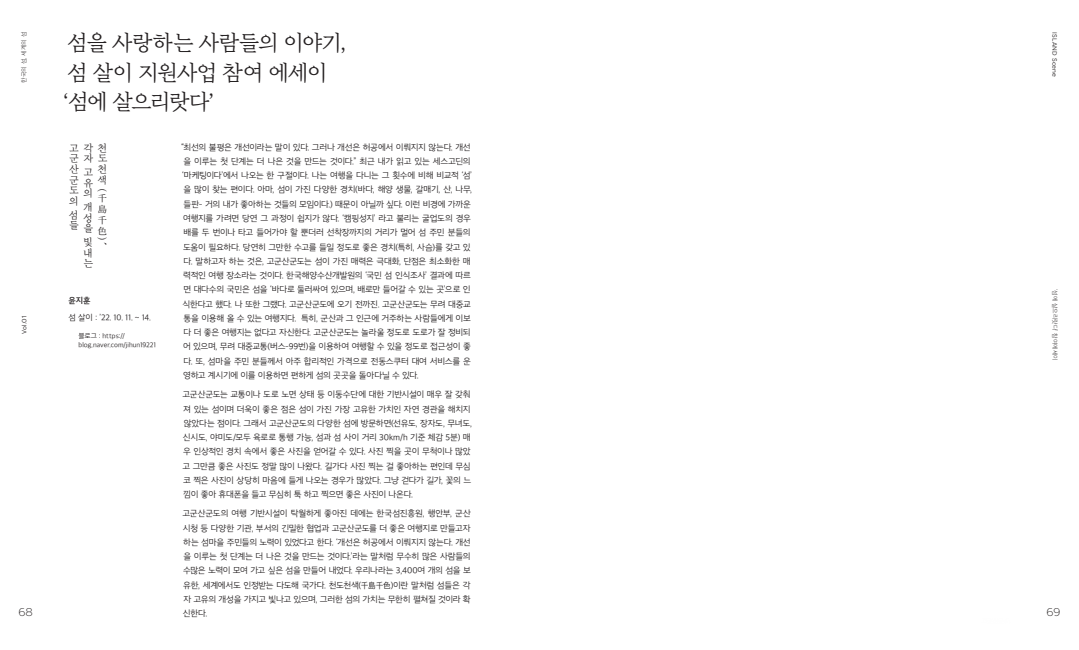 한국의 섬 세계의 섬
섬을 사랑하는 사람들의 이야기,
섬 살이 지원사업 참여 에세이
‘섬에 살으리랏다’
천도천색(千島千色),
각자 고유의 개성을 빛내는
고군산군도의 섬들
윤지훈
섬 살이 : ’22. 10. 11. – 14.
블로그 : https://
blog.naver.com/jihun19221
“최선의 불평은 개선이라는 말이 있다. 그러나 개선은 허공에서 이뤄지지 않는다. 개선
을 이루는 첫 단계는 더 나은 것을 만드는 것이다.” 최근 내가 읽고 있는 세스고딘의
‘마케팅이다’에서 나오는 한 구절이다. 나는 여행을 다니는 그 횟수에 비해 비교적 ‘섬’
을 많이 찾는 편이다. 아마, 섬이 가진 다양한 경치(바다, 해양 생물, 갈매기, 산, 나무,
들판- 거의 내가 좋아하는 것들의 모임이다.) 때문이 아닐까 싶다. 이런 비경에 가까운
여행지를 가려면 당연 그 과정이 쉽지가 않다. ‘캠핑성지’ 라고 불리는 굴업도의 경우
배를 두 번이나 타고 들어가야 할 뿐더러 선착장까지의 거리가 멀어 섬 주민 분들의
도움이 필요하다. 당연히 그만한 수고를 들일 정도로 좋은 경치(특히, 사슴)를 갖고 있
다. 말하고자 하는 것은, 고군산군도는 섬이 가진 매력은 극대화, 단점은 최소화한 매
력적인 여행 장소라는 것이다. 한국해양수산개발원의 ‘국민 섬 인식조사’ 결과에 따르
면 대다수의 국민은 섬을 ‘바다로 둘러싸여 있으며, 배로만 들어갈 수 있는 곳’으로 인
식한다고 했다. 나 또한 그랬다. 고군산군도에 오기 전까진. 고군산군도는 무려 대중교
통을 이용해 올 수 있는 여행지다. 특히, 군산과 그 인근에 거주하는 사람들에게 이보
다 더 좋은 여행지는 없다고 자신한다. 고군산군도는 놀라울 정도로 도로가 잘 정비되
어 있으며, 무려 대중교통(버스-99번)을 이용하여 여행할 수 있을 정도로 접근성이 좋
다. 또, 섬마을 주민 분들께서 아주 합리적인 가격으로 전동스쿠터 대여 서비스를 운
영하고 계시기에 이를 이용하면 편하게 섬의 곳곳을 돌아다닐 수 있다.
고군산군도는 교통이나 도로 노면 상태 등 이동수단에 대한 기반시설이 매우 잘 갖춰
져 있는 섬이며 더욱이 좋은 점은 섬이 가진 가장 고유한 가치인 자연 경관을 해치지
않았다는 점이다. 그래서 고군산군도의 다양한 섬에 방문하면(선유도, 장자도, 무녀도,
신시도, 야미도/모두 육로로 통행 가능, 섬과 섬 사이 거리 30km/h 기준 체감 5분) 매
우 인상적인 경치 속에서 좋은 사진을 얻어갈 수 있다. 사진 찍을 곳이 무척이나 많았
고 그만큼 좋은 사진도 정말 많이 나왔다. 길가다 사진 찍는 걸 좋아하는 편인데 무심
코 찍은 사진이 상당히 마음에 들게 나오는 경우가 많았다. 그냥 걷다가 길가, 꽃의 느
낌이 좋아 휴대폰을 들고 무심히 툭 하고 찍으면 좋은 사진이 나온다.
고군산군도의 여행 기반시설이 탁월하게 좋아진 데에는 한국섬진흥원, 행안부, 군산
시청 등 다양한 기관, 부서의 긴밀한 협업과 고군산군도를 더 좋은 여행지로 만들고자
하는 섬마을 주민들의 노력이 있었다고 한다. ‘개선은 허공에서 이뤄지지 않는다. 개선
을 이루는 첫 단계는 더 나은 것을 만드는 것이다.’라는 말처럼 무수히 많은 사람들의
수많은 노력이 모여 가고 싶은 섬을 만들어 내었다. 우리나라는 3,400여 개의 섬을 보
유한, 세계에서도 인정받는 다도해 국가다. 천도천색(千島千色)이란 말처럼 섬들은 각
자 고유의 개성을 가지고 빛나고 있으며, 그러한 섬의 가치는 무한히 펼쳐질 것이라 확
신한다.
Vol.01
68
ISLAND Scene
‘섬에 살으리랏다’ 참여에세이
69